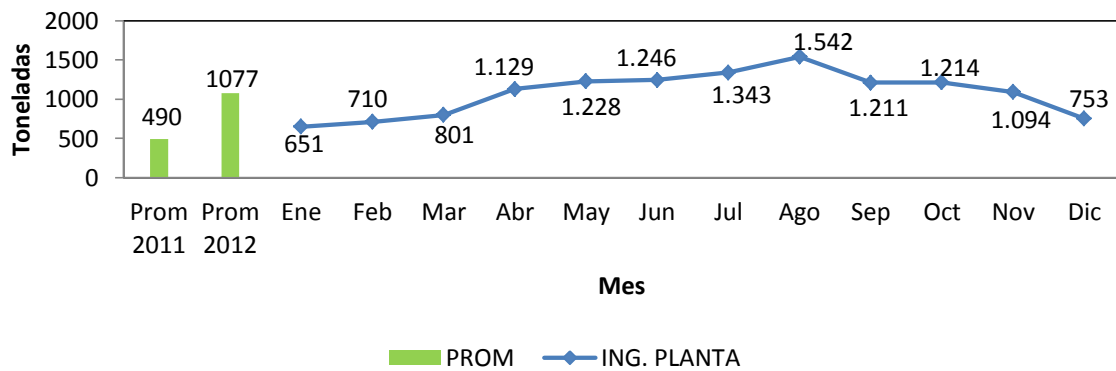 Toneladas
2000
1500
1000
500
0
490
1077
651
710
801
1.129
1.228
1.246
1.343
1.542
1.211
1.214
1.094
753
Prom 2011
Prom 2012
Ene
Feb
Mar
Abr
May
Jun
Jul
Ago
Sep
Oct
Nov
Dic
Mes
PROM
ING. PLANTA